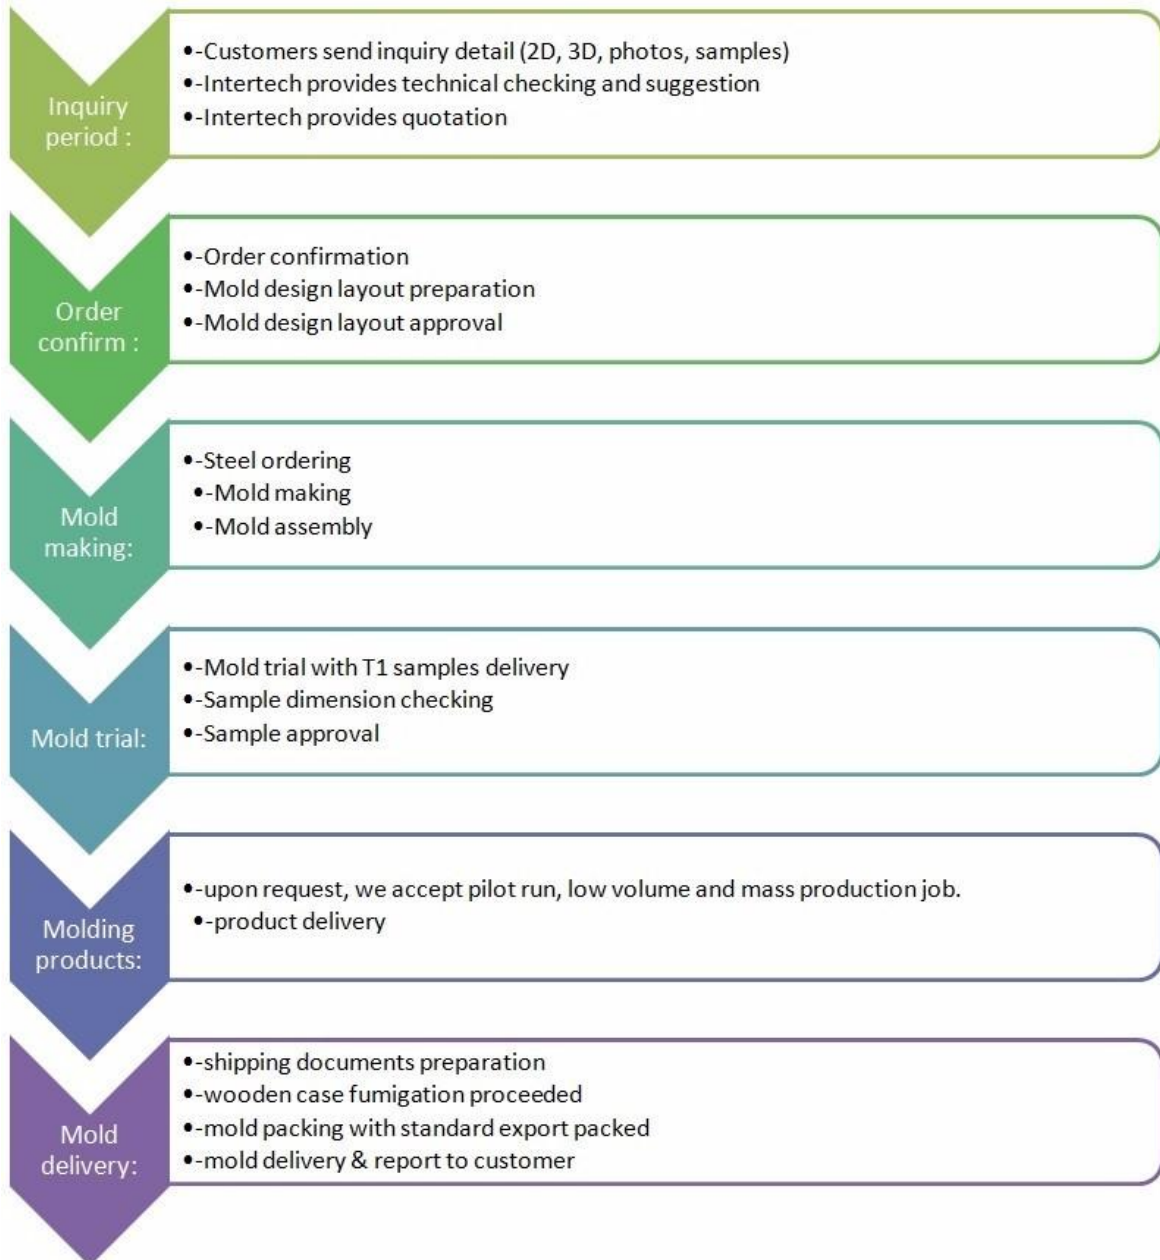 Inquiry
period :
•-Customers send inquiry detail (2D, 3D, photos, samples)
•-Intertech provides technical checking and suggestion
•-Intertech provides quotation
Order
confirm :
•-Order confirmation
•-Mold design layout preparation
•-Mold design layout approval
Mold
making:
•-Steel ordering
•-Mold making
•-Mold assembly
Mold trial:
•-Mold trial with T1 samples delivery
•-Sample dimension checking
•-Sample approval
Molding
products:
•-upon request, we accept pilot run, low volume and mass production job.
•-product delivery
Mold
delivery:
•-shipping documents preparation
•-wooden case fumigation proceeded
•-mold packing with standard export packed
•-mold delivery & report to customer